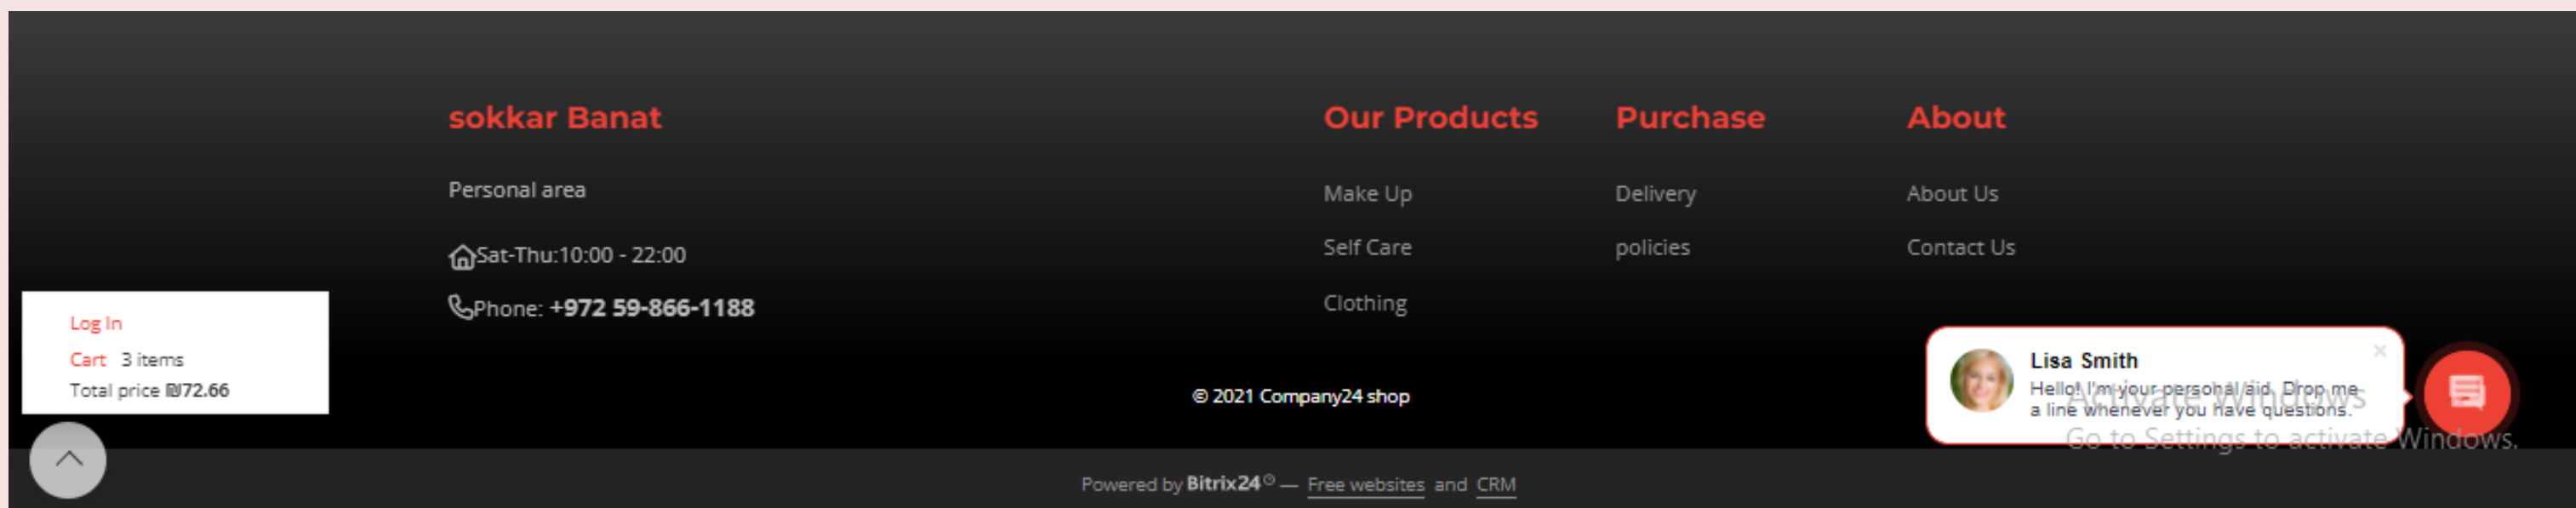 sokkar Banat
Personal area
Sat-Thu:10:00 - 22:00
Phone: +972 59-866-1188
Our Products
Make Up
Self Care
Clothing
Purchase
Delivery
policies
About
About Us
Contact Us
Log In
Cart 3 items
Total price ₪72.66
© 2021 Company24 shop
Lisa Smith
Hello! I'm your personal aid. Drop me
a line whenever you have questions.
Activate Windows
Go to Settings to activate Windows.
Powered by Bitrix24 — Free websites and CRM